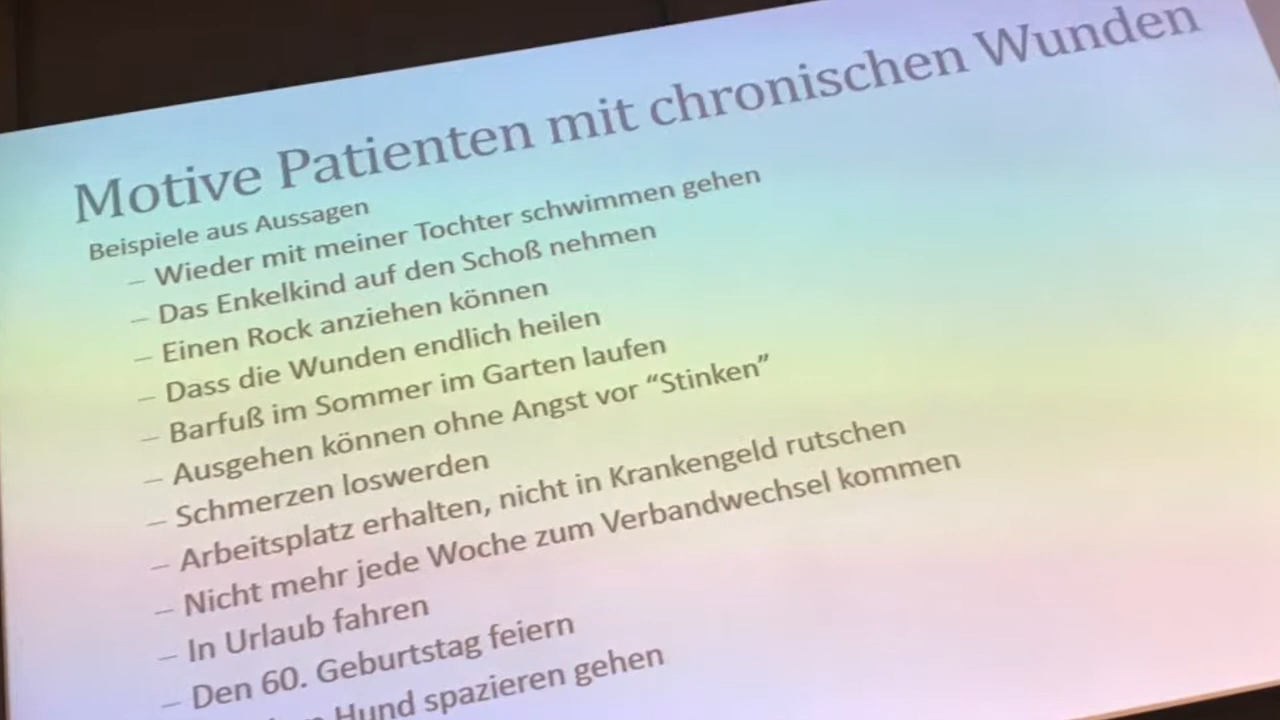 Motive Patienten mit chronischen Wunden
Beispiele aus Aussagen
– Wieder mit meiner Tochter schwimmen gehen
– Das Enkelkind auf den Schoß nehmen
– Einen Rock anziehen können
– Dass die Wunden endlich heilen
– Barfuß im Sommer im Garten laufen
– Ausgehen können ohne Angst vor “Stinken”
– Schmerzen loswerden
– Arbeitsplatz erhalten, nicht in Krankengeld rutschen
– Nicht mehr jede Woche zum Verbandwechsel kommen
– In Urlaub fahren
– Den 60. Geburtstag feiern
Hund spazieren gehen